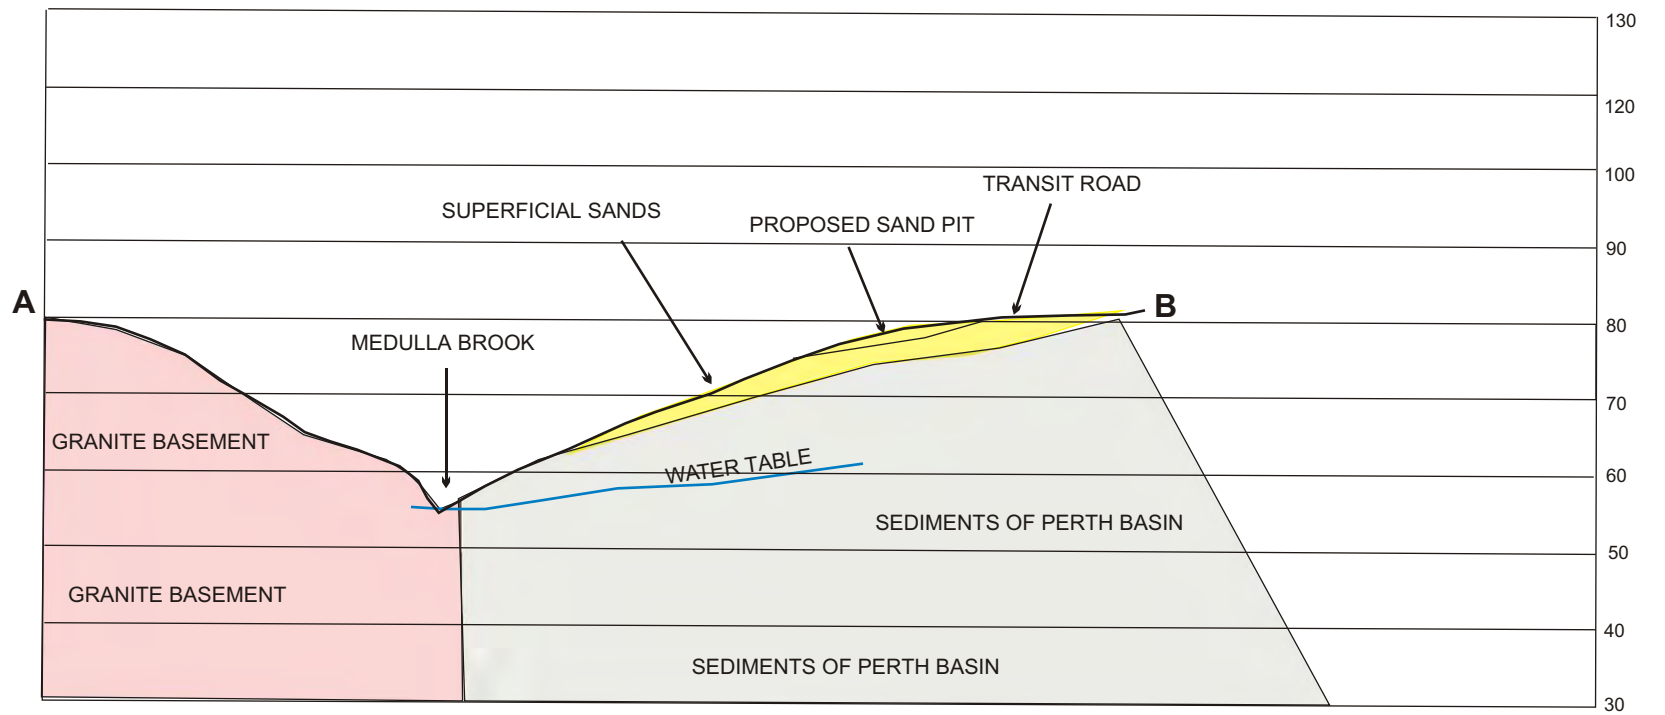 130
120
100
TRANSIT ROAD
SUPERFICIAL SANDS
PROPOSED SAND PIT
90
A
B
80
MEDULLA BROOK
70
GRANITE BASEMENT
WATER TABLE
60
SEDIMENTS OF PERTH BASIN
50
GRANITE BASEMENT
40
SEDIMENTS OF PERTH BASIN
30